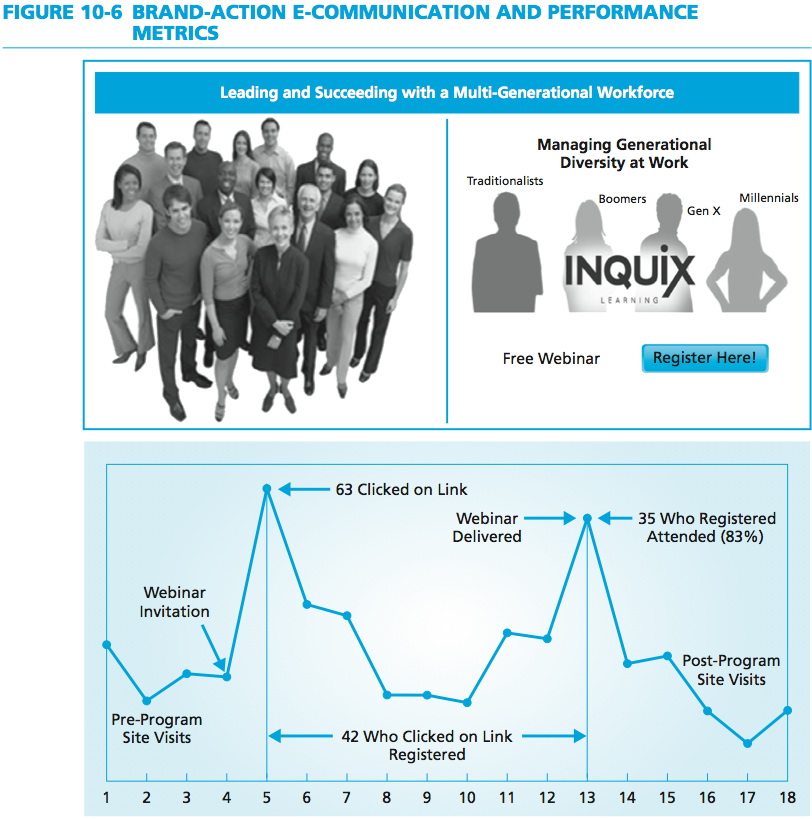 FIGURE 10-6 BRAND-ACTION E-COMMUNICATION AND PERFORMANCE
METRICS
Leading and Succeeding with a Multi-Generational Workforce
Managing Generational
Diversity at Work
Traditionalists
Boomers
Gen X
Millennials
INQUIX
LEARNING
Free Webinar
Register Here!
63 Clicked on Link
Webinar
Delivered
35 Who Registered
Attended (83%)
Webinar
Invitation
Post-Program
Site Visits
Pre-Program
Site Visits
42 Who Clicked on Link
Registered
1 2 3 4 5 6 7 8 9 10 11 12 13 14 15 16 17 18